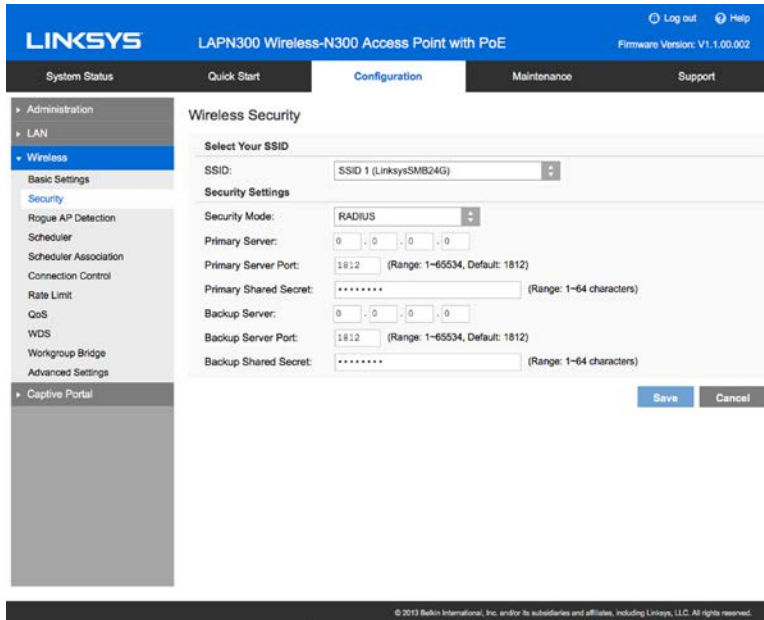 Log out Help
LINKSYS LAPN300 Wireless-N300 Access Point with PoE Firmware Version: V1.1.00.002
System Status Quick Start Configuration Maintenance Support
Administration
LAN
Wireless
Basic Settings
Security
Rogue AP Detection
Scheduler
Scheduler Association
Connection Control
Rate Limit
QoS
WDS
Workgroup Bridge
Advanced Settings
Captive Portal
Wireless Security
Select Your SSID
SSID: SSID 1 (LinksysSMB24G)
Security Settings
Security Mode: RADIUS
Primary Server: 0 . 0 . 0 . 0
Primary Server Port: 1812 (Range: 1~65534, Default: 1812)
Primary Shared Secret: •••••••• (Range: 1~64 characters)
Backup Server: 0 . 0 . 0 . 0
Backup Server Port: 1812 (Range: 1~65534, Default: 1812)
Backup Shared Secret: •••••••• (Range: 1~64 characters)
Save Cancel
© 2013 Belkin International, Inc. and/or its subsidiaries and affiliates, including Linksys, LLC. All rights reserved.